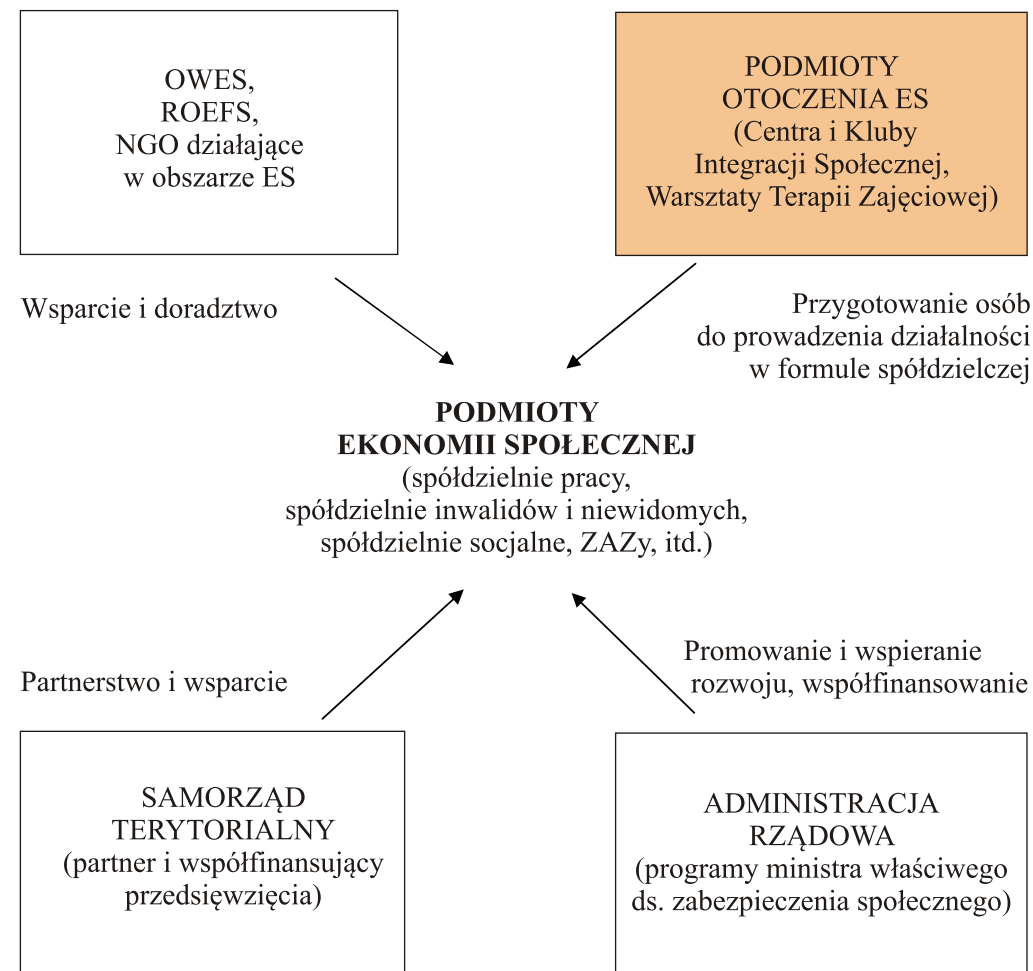 OWES,
ROEFS,
NGO działające
w obszarze ES
PODMIOTY
OTOCZENIA ES
(Centra i Kluby
Integracji Społecznej,
Warsztaty Terapii Zajęciowej)
Wsparcie i doradztwo
Przygotowanie osób
do prowadzenia działalności
w formule spółdzielczej
PODMIOTY
EKONOMII SPOŁECZNEJ
(spółdzielnie pracy,
spółdzielnie inwalidów i niewidomych,
spółdzielnie socjalne, ZAZy, itd.)
Partnerstwo i wsparcie
Promowanie i wspieranie
rozwoju, współfinansowanie
SAMORZĄD
TERYTORIALNY
(partner i współfinansujący
przedsięwzięcia)
ADMINISTRACJA
RZĄDOWA
(programy ministra właściwego
ds. zabezpieczenia społecznego)